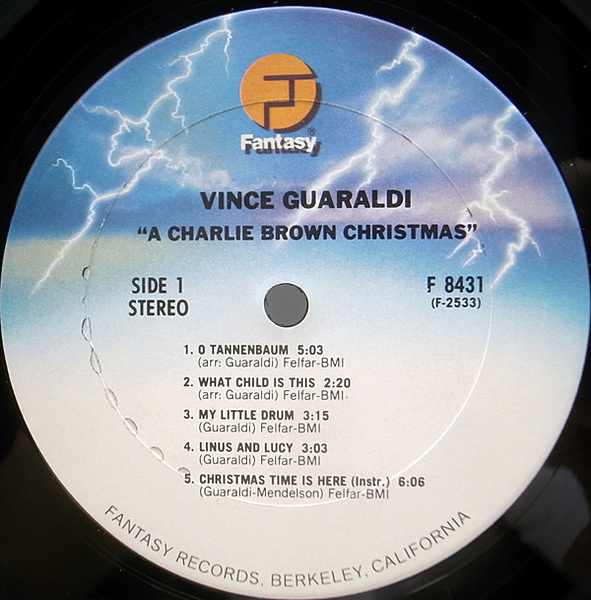 Fantasy®
VINCE GUARALDI
“A CHARLIE BROWN CHRISTMAS”
SIDE 1
STEREO
F 8431
(F-2533)
1. O TANNENBAUM 5:03
(arr: Guaraldi) Felfar-BMI
2. WHAT CHILD IS THIS 2:20
(arr: Guaraldi) Felfar-BMI.
3. MY LITTLE DRUM 3:15
(Guaraldi) Felfar-BMI
4. LINUS AND LUCY 3:03
(Guaraldi) Felfar-BMI
5. CHRISTMAS TIME IS HERE (Instr.) 6:06
(Guaraldi-Mendelson) Felfar-BMI
FANTASY RECORDS, BERKELEY, CALIFORNIA